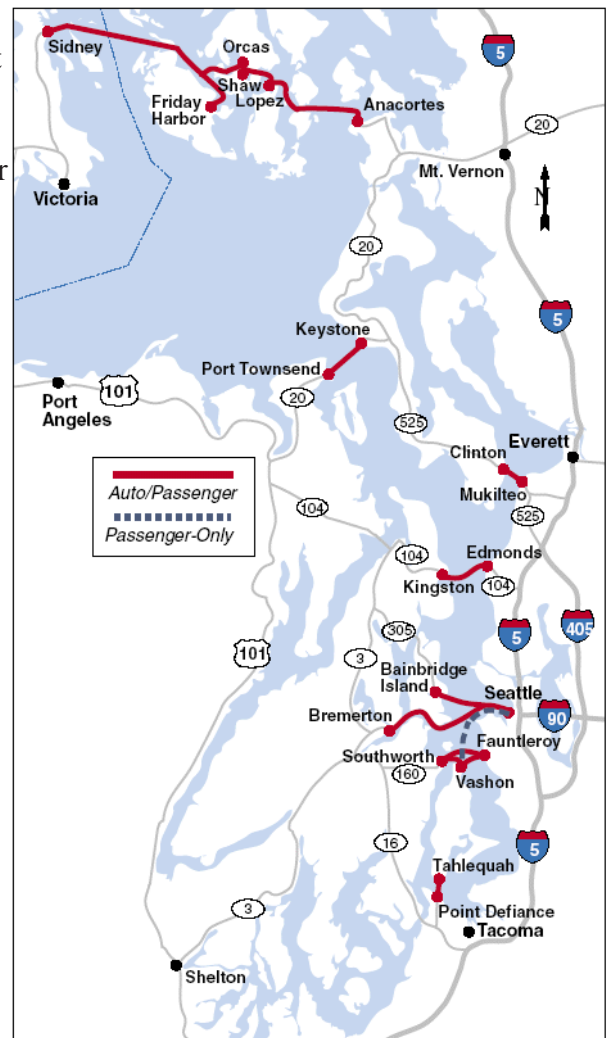 t
r
Sidney
Orcas
5
Shaw
Lopez
Friday
Harbor
Anacortes
20
Mt. Vernon
N
Victoria
20
5
Keystone
Port Townsend
101
Port
Angeles
20
525
Clinton
Everett
Mukilteo
Auto/Passenger
Passenger-Only
525
104
104
Edmonds
Kingston
104
5
405
305
101
3
Bainbridge
Island
Seattle
90
Bremerton
Fauntleroy
Southworth
160
Vashon
16
5
Tahlequah
3
Point Defiance
Tacoma
Shelton